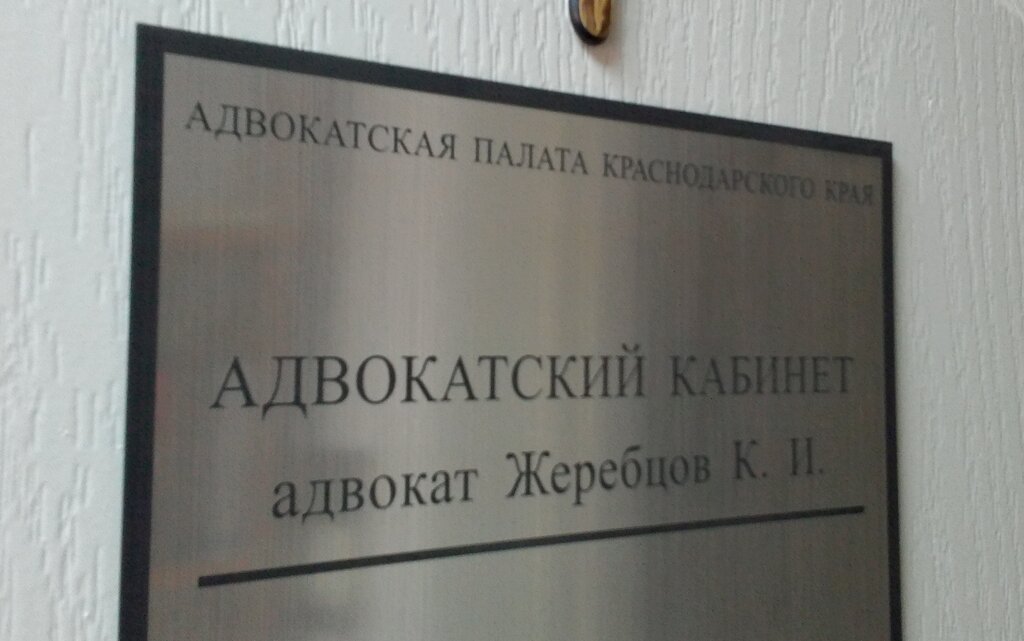 АДВОКАТСКАЯ ПАЛАТА КРАСНОДАРСКОГО КРАЯ
АДВОКАТСКИЙ КАБИНЕТ
адвокат Жеребцов К. И.